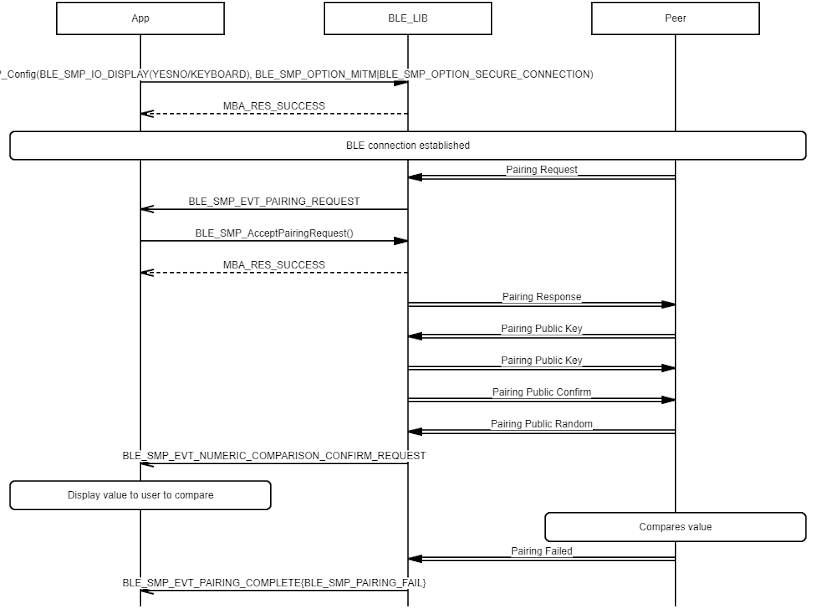 App
BLE_LIB
Peer
_Config(BLE_SMP_IO_DISPLAY(YESNO/KEYBOARD), BLE_SMP_OPTION_MITM|BLE_SMP_OPTION_SECURE_CONNECTION)
MBA_RES_SUCCESS
BLE connection established
Pairing Request
BLE_SMP_EVT_PAIRING_REQUEST
BLE_SMP_AcceptPairingRequest()
MBA_RES_SUCCESS
Pairing Response
Pairing Public Key
Pairing Public Key
Pairing Public Confirm
Pairing Public Random
BLE_SMP_EVT_NUMERIC_COMPARISON_CONFIRM_REQUEST
Display value to user to compare
Compares value
Pairing Failed
BLE_SMP_EVT_PAIRING_COMPLETE{BLE_SMP_PAIRING_FAIL}